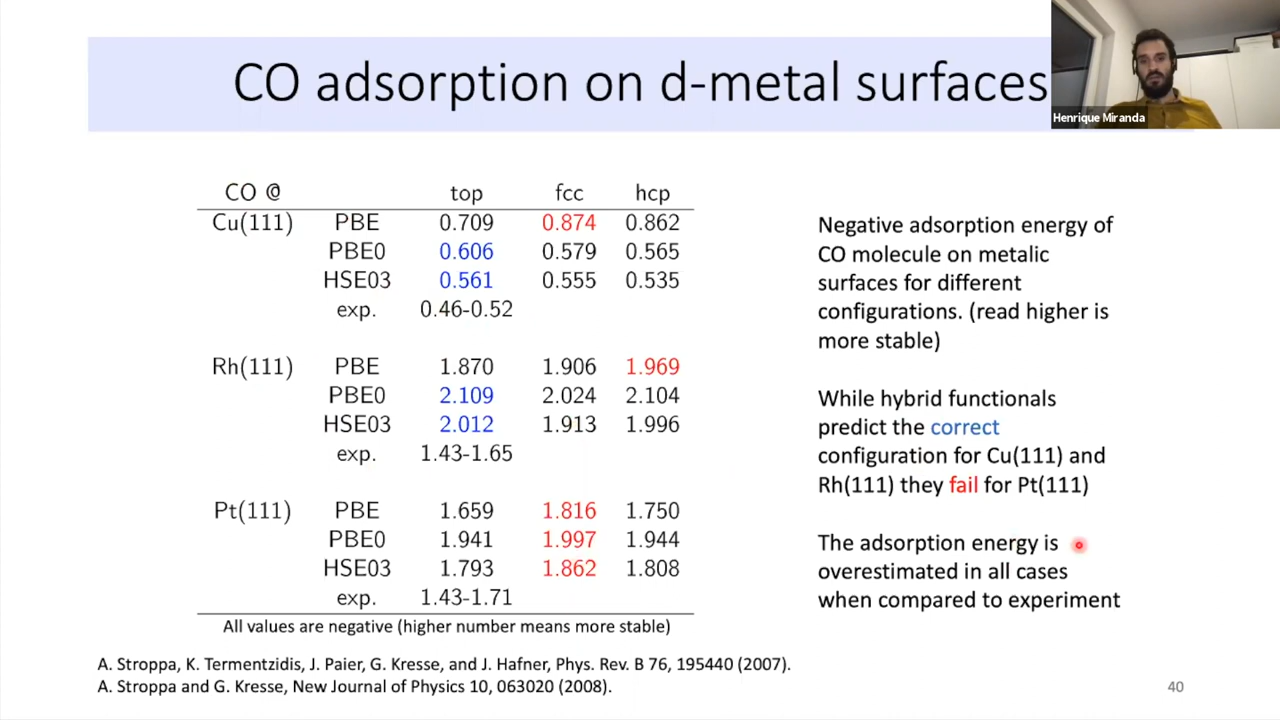 CO adsorption on d-metal surfaces
Henrique Miranda
CO @ top fcc hcp
Cu(111) PBE 0.709 0.874 0.862
PBE0 0.606 0.579 0.565
HSE03 0.561 0.555 0.535
exp. 0.46-0.52
Rh(111) PBE 1.870 1.906 1.969
PBE0 2.109 2.024 2.104
HSE03 2.012 1.913 1.996
exp. 1.43-1.65
Pt(111) PBE 1.659 1.816 1.750
PBE0 1.941 1.997 1.944
HSE03 1.793 1.862 1.808
exp. 1.43-1.71
All values are negative (higher number means more stable)
Negative adsorption energy of
CO molecule on metalic
surfaces for different
configurations. (read higher is
more stable)
While hybrid functionals
predict the correct
configuration for Cu(111) and
Rh(111) they fail for Pt(111)
The adsorption energy is
overestimated in all cases
when compared to experiment
A. Stroppa, K. Termentzidis, J. Paier, G. Kresse, and J. Hafner, Phys. Rev. B 76, 195440 (2007).
A. Stroppa and G. Kresse, New Journal of Physics 10, 063020 (2008).
40